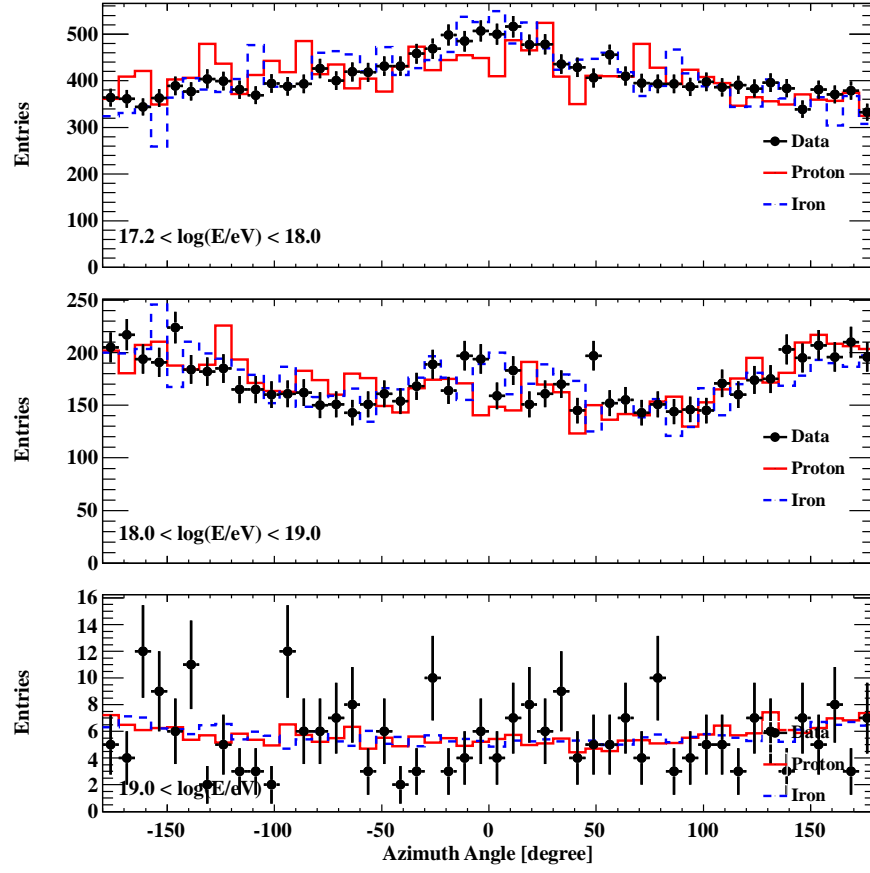 500
400
300
200
100
0
Entries
Data
Proton
Iron
17.2 < log(E/eV) < 18.0
250
200
150
100
50
0
Entries
Data
Proton
Iron
18.0 < log(E/eV) < 19.0
16
14
12
10
8
6
4
2
0
Entries
Data
Proton
Iron
19.0 < log(E/eV)
-150 -100 -50 0 50 100 150
Azimuth Angle [degree]